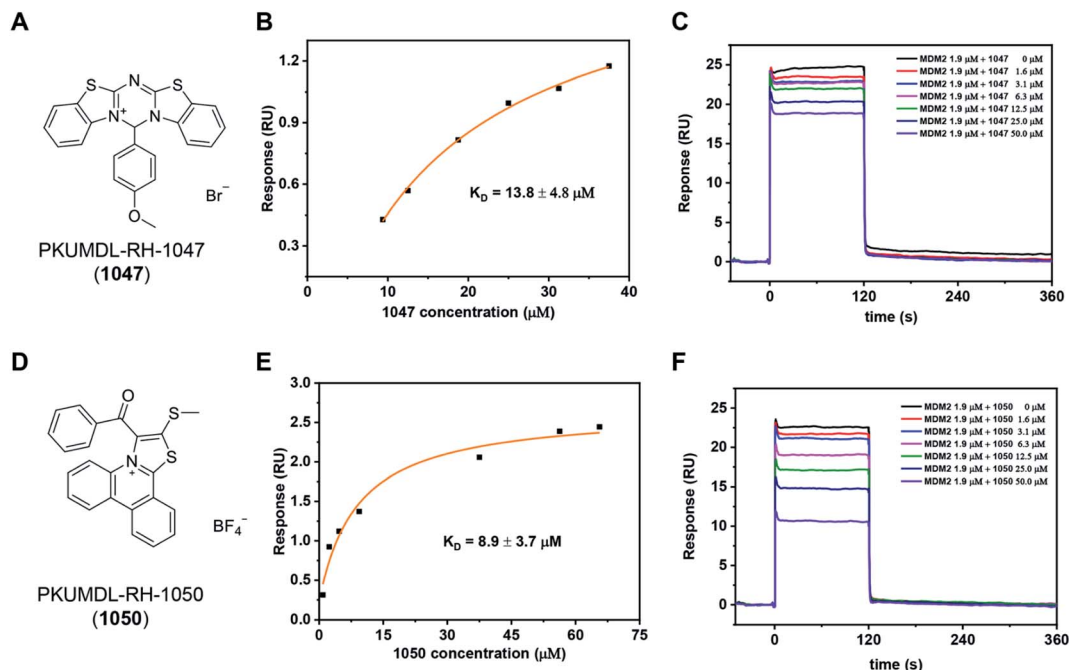 A
S
N
S
N
+
N
O
Br⁻
PKUMDL-RH-1047
(1047)
B
Response (RU)
1.2
0.9
0.6
0.3
K_D = 13.8 ± 4.8 μM
0 10 20 30 40
1047 concentration (μM)
C
Reponse (RU)
25
20
15
10
5
0
MDM2 1.9 μM + 1047 0 μM
MDM2 1.9 μM + 1047 1.6 μM
MDM2 1.9 μM + 1047 3.1 μM
MDM2 1.9 μM + 1047 6.3 μM
MDM2 1.9 μM + 1047 12.5 μM
MDM2 1.9 μM + 1047 25.0 μM
MDM2 1.9 μM + 1047 50.0 μM
0 120 240 360
time (s)
D
O
S
S
N
+
BF₄⁻
PKUMDL-RH-1050
(1050)
E
Response (RU)
3.0
2.5
2.0
1.5
1.0
0.5
0.0
K_D = 8.9 ± 3.7 μM
0 15 30 45 60 75
1050 concentration (μM)
F
Response (RU)
25
20
15
10
5
0
MDM2 1.9 μM + 1050 0 μM
MDM2 1.9 μM + 1050 1.6 μM
MDM2 1.9 μM + 1050 3.1 μM
MDM2 1.9 μM + 1050 6.3 μM
MDM2 1.9 μM + 1050 12.5 μM
MDM2 1.9 μM + 1050 25.0 μM
MDM2 1.9 μM + 1050 50.0 μM
0 120 240 360
time (s)